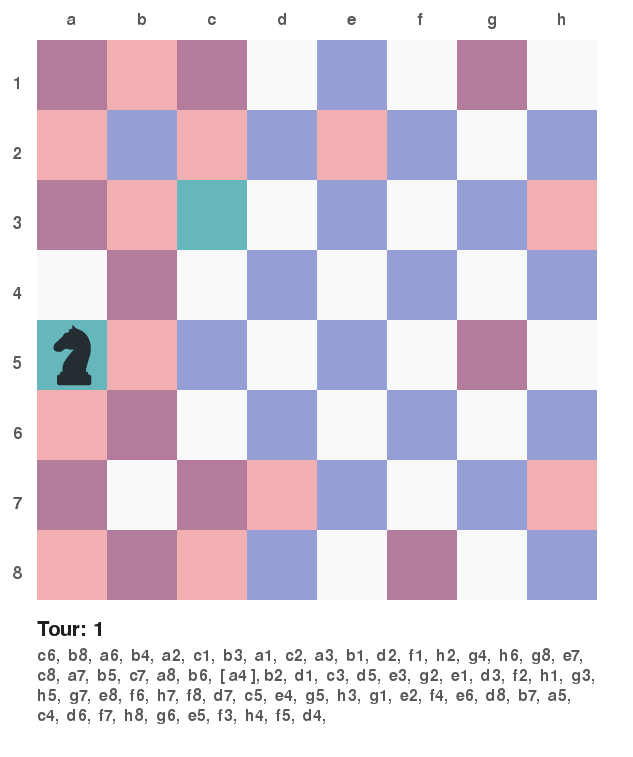 a b c d e f g h
1
2
3
4
5
6
7
8
Tour: 1
c6, b8, a6, b4, a2, c1, b3, a1, c2, a3, b1, d2, f1, h2, g4, h6, g8, e7,
c8, a7, b5, c7, a8, b6, [a4], b2, d1, c3, d5, e3, g2, e1, d3, f2, h1, g3,
h5, g7, e8, f6, h7, f8, d7, c5, e4, g5, h3, g1, e2, f4, e6, d8, b7, a5,
c4, d6, f7, h8, g6, e5, f3, h4, f5, d4,